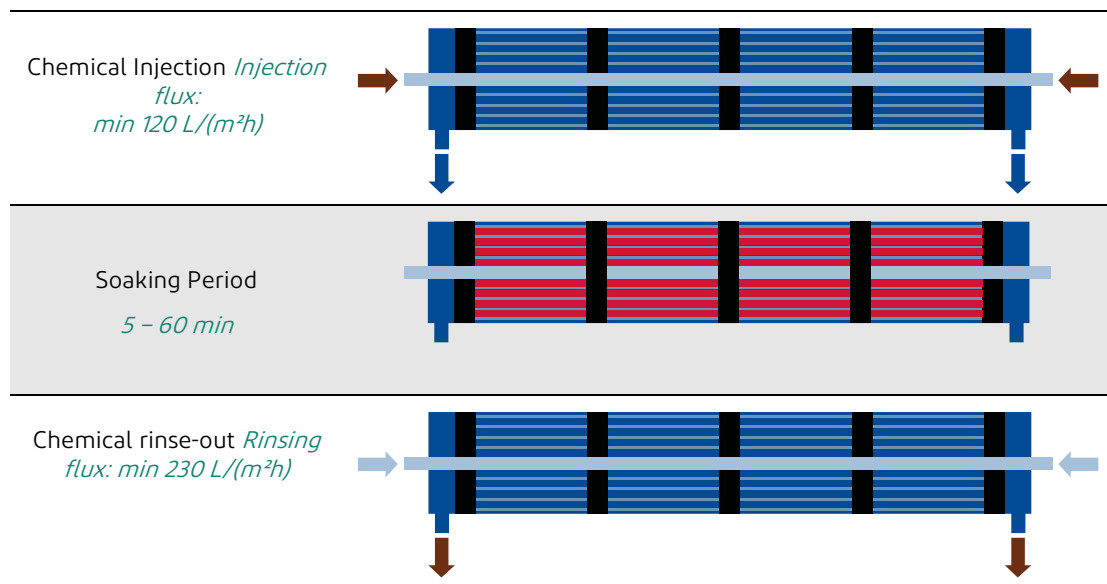 Chemical Injection Injection
flux:
min 120 L/(m²h)
Soaking Period
5 – 60 min
Chemical rinse-out Rinsing
flux: min 230 L/(m²h)